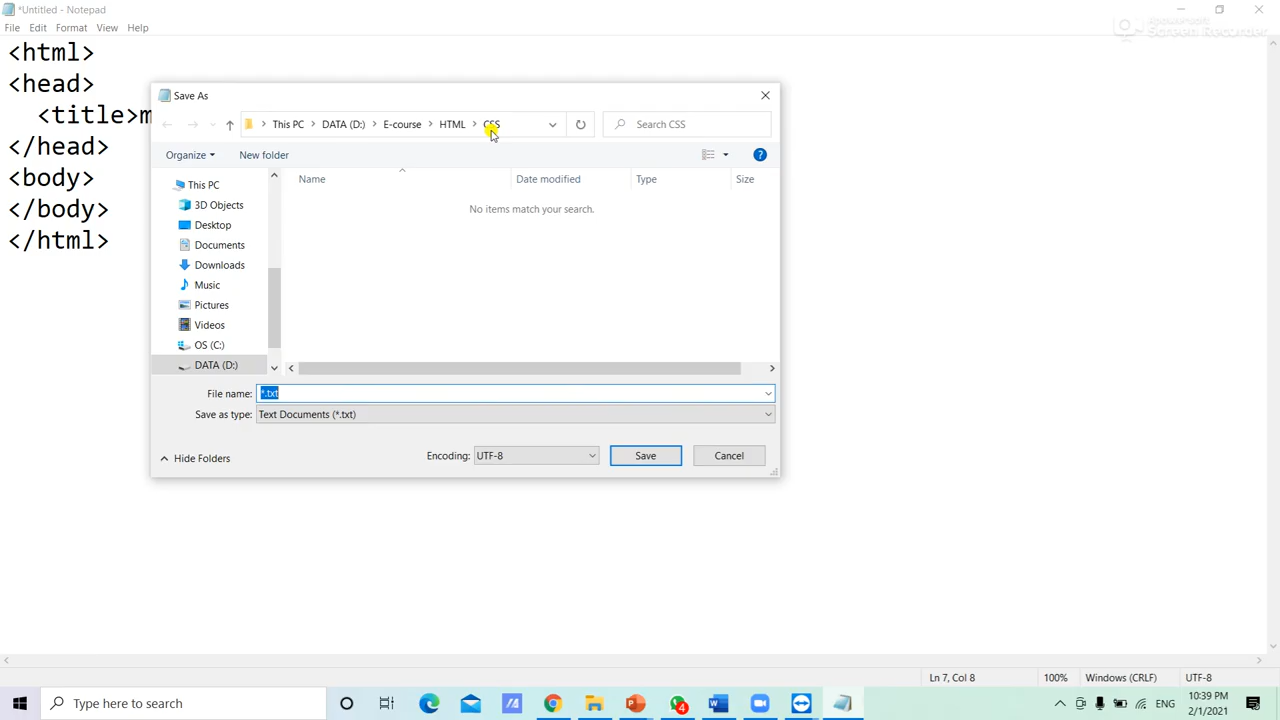 *Untitled - Notepad
File Edit Format View Help
Apowersoft
Screen Recorder
<html>
<head>
<title>m
</head>
<body>
</body>
</html>
Save As
This PC DATA (D:) E-course HTML CSS
Search CSS
Organize New folder
Name Date modified Type Size
No items match your search.
This PC
3D Objects
Desktop
Documents
Downloads
Music
Pictures
Videos
OS (C:)
DATA (D:)
File name: *.txt
Save as type: Text Documents (*.txt)
Hide Folders Encoding: UTF-8 Save Cancel
Ln 7, Col 8 100% Windows (CRLF) UTF-8
Type here to search
4
ENG
10:39 PM
2/1/2021